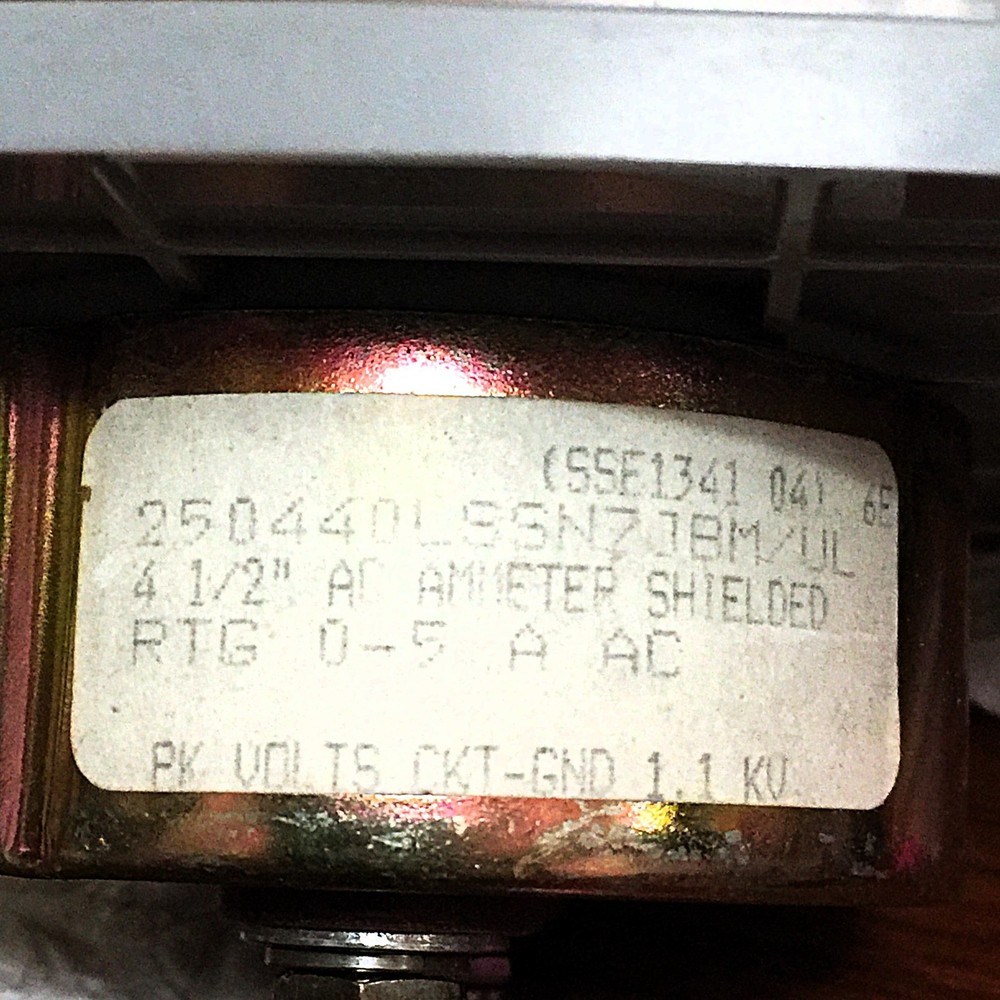 (SSE1341 04) 6E
250440LSSN7JBM/UL
4 1/2" AC AMMETER SHIELDED
RTG 0-5 A AC
PK VOLTS CKT-GND 1.1 KV